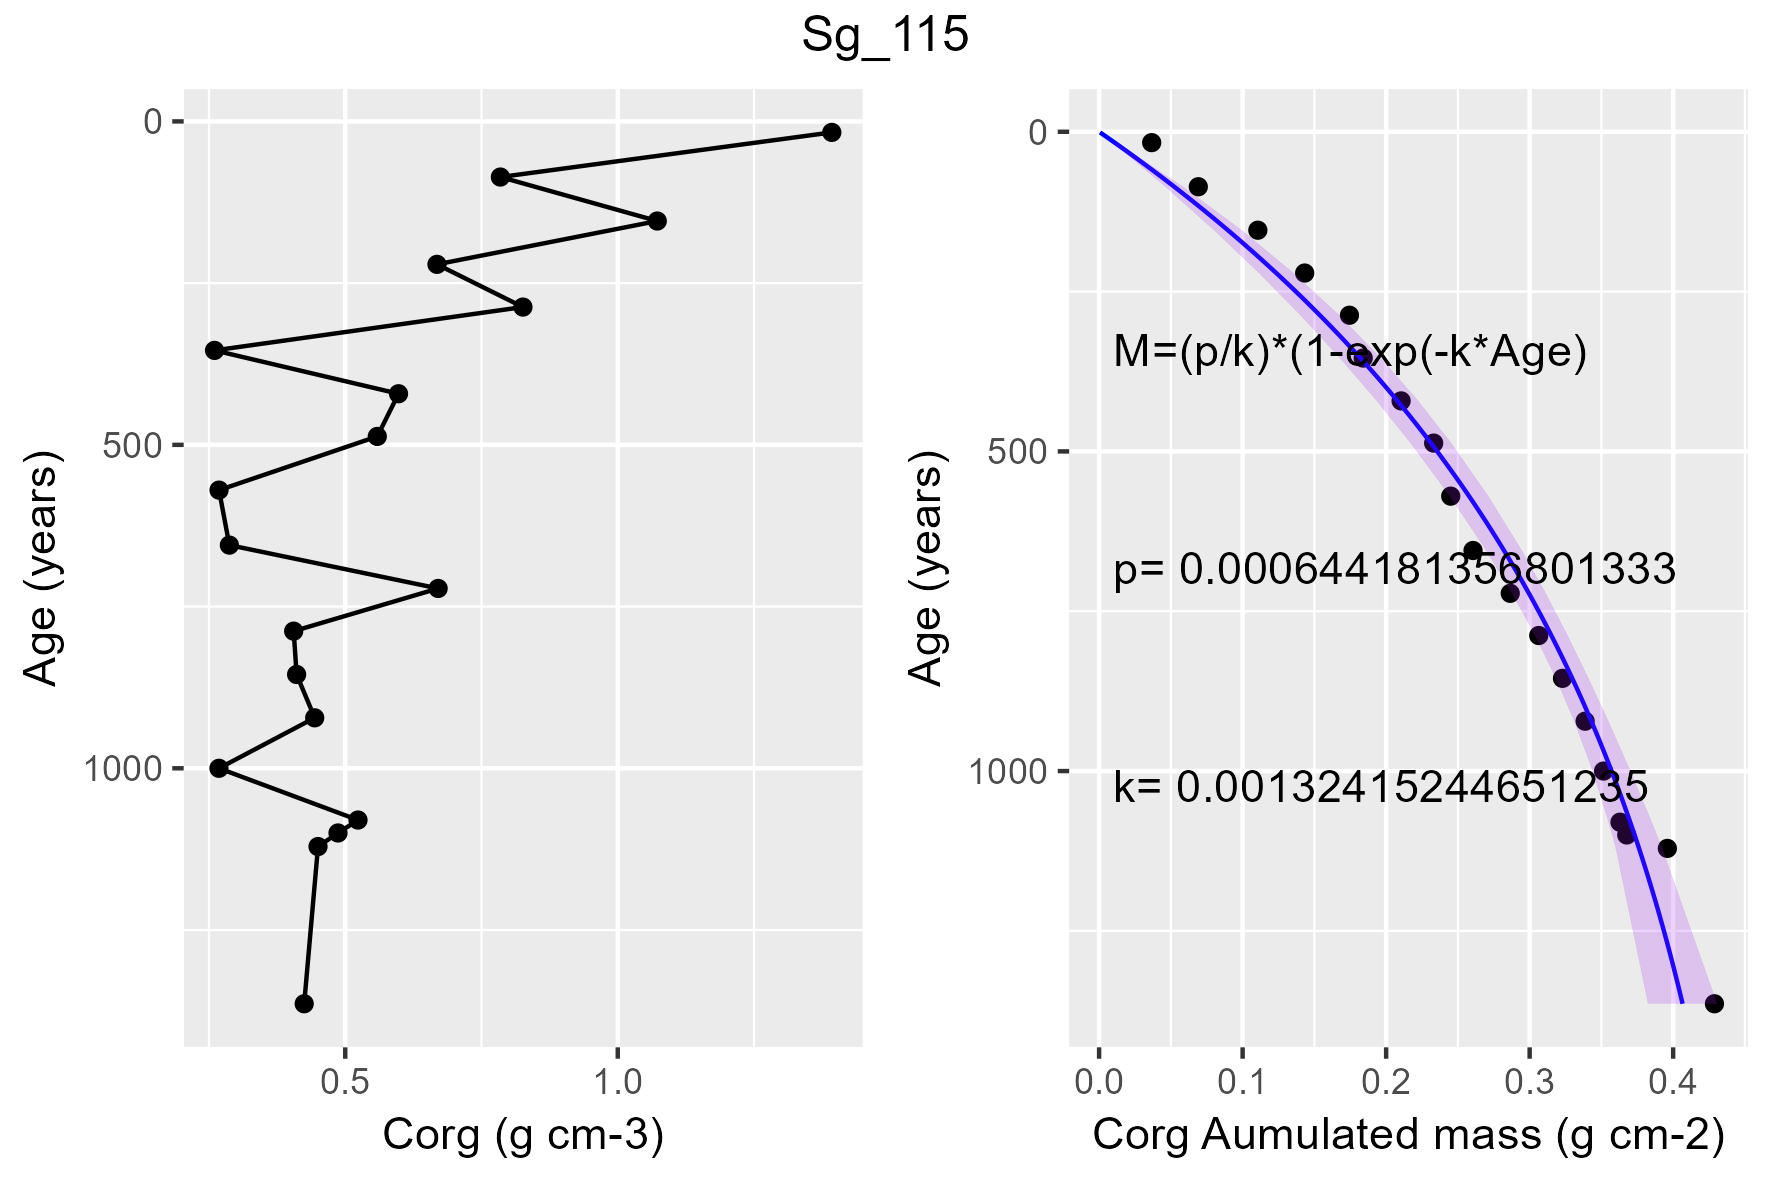 Sg_115
0
500
1000
Age (years)
0.5
1.0
Corg (g cm-3)
0
500
1000
Age (years)
M=(p/k)*(1-exp(-k*Age)
p= 0.000644181356801333
k= 0.00132415244651235
0.0
0.1
0.2
0.3
0.4
Corg Aumulated mass (g cm-2)